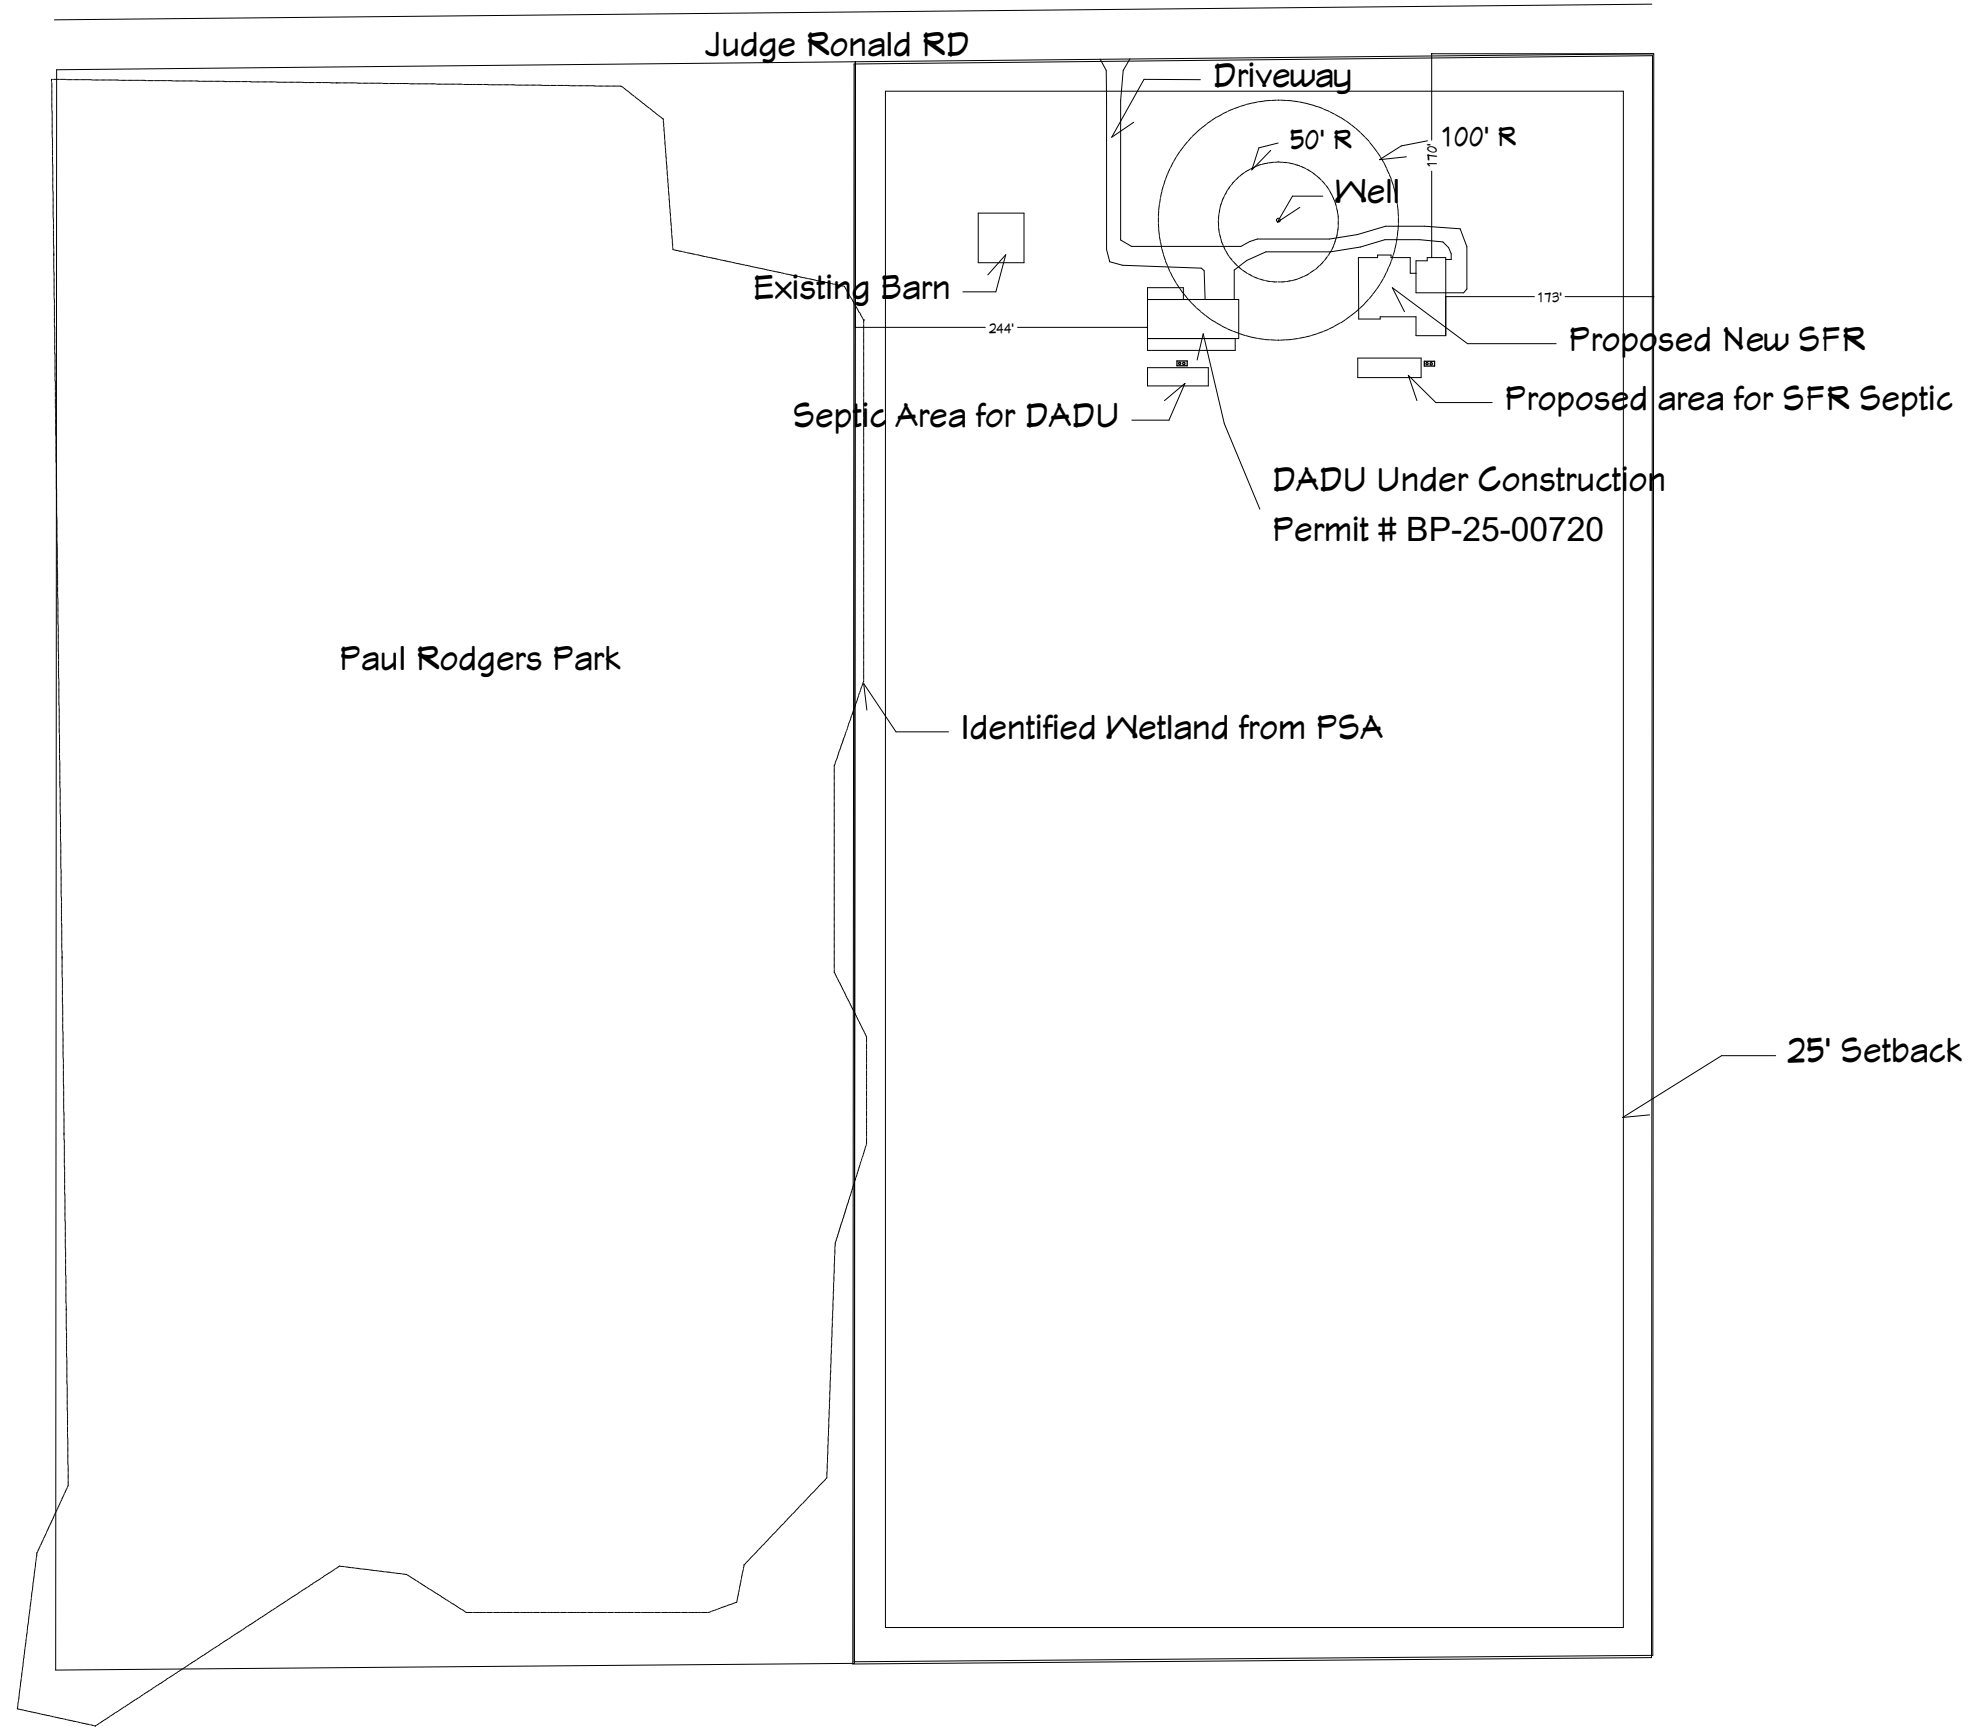 Judge Ronald RD
Driveway
50' R
100' R
170'
Well
Existing Barn
244'
173'
Proposed New SFR
Proposed area for SFR Septic
Septic Area for DADU
DADU Under Construction
Permit # BP-25-00720
Paul Rodgers Park
Identified Wetland from PSA
25' Setback